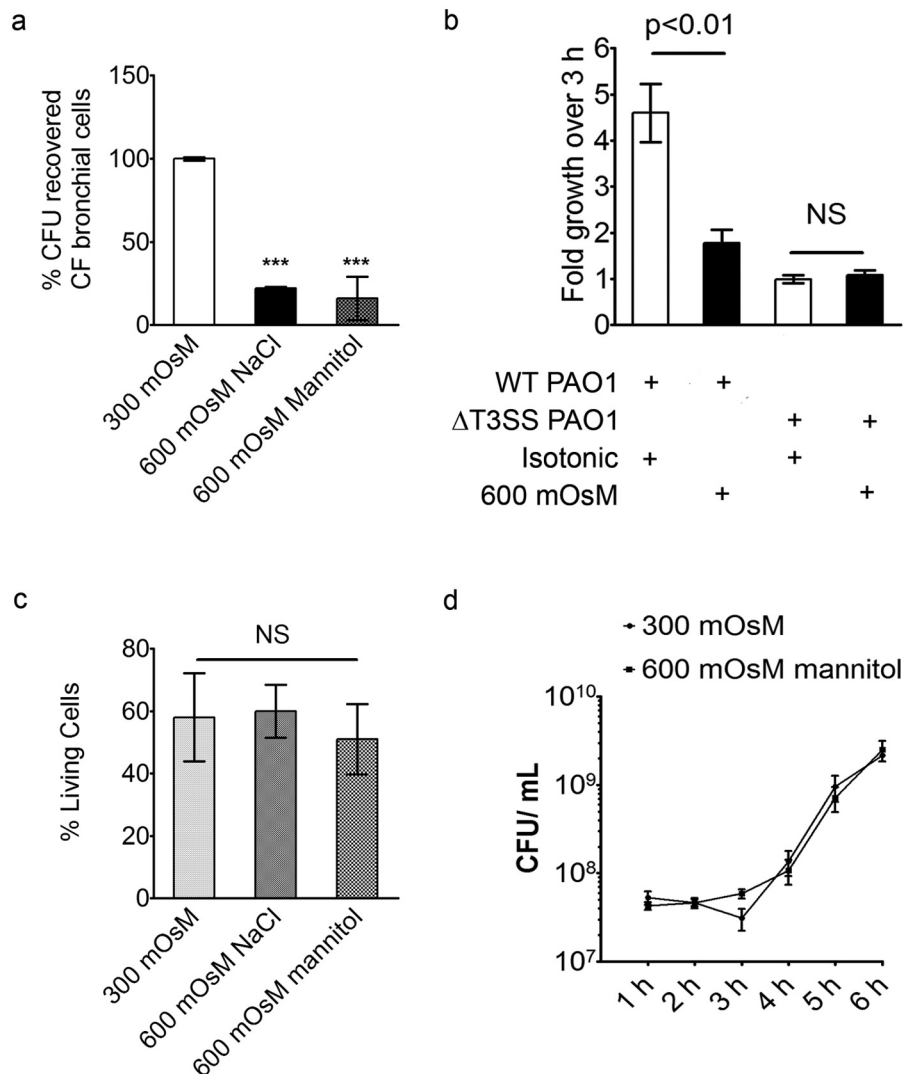 a
% CFU recovered
CF bronchial cells
150
100
50
0
***
***
300 mOsM
600 mOsM NaCl
600 mOsM Mannitol
b
p<0.01
Fold growth over 3 h
6
5
4
3
2
1
0
NS
WT PAO1 + +
ΔT3SS PAO1 + +
Isotonic + +
600 mOsM + +
c
NS
% Living Cells
80
60
40
20
0
300 mOsM
600 mOsM NaCl
600 mOsM mannitol
d
300 mOsM
600 mOsM mannitol
CFU/ mL
10¹⁰
10⁹
10⁸
10⁷
1 h
2 h
3 h
4 h
5 h
6 h